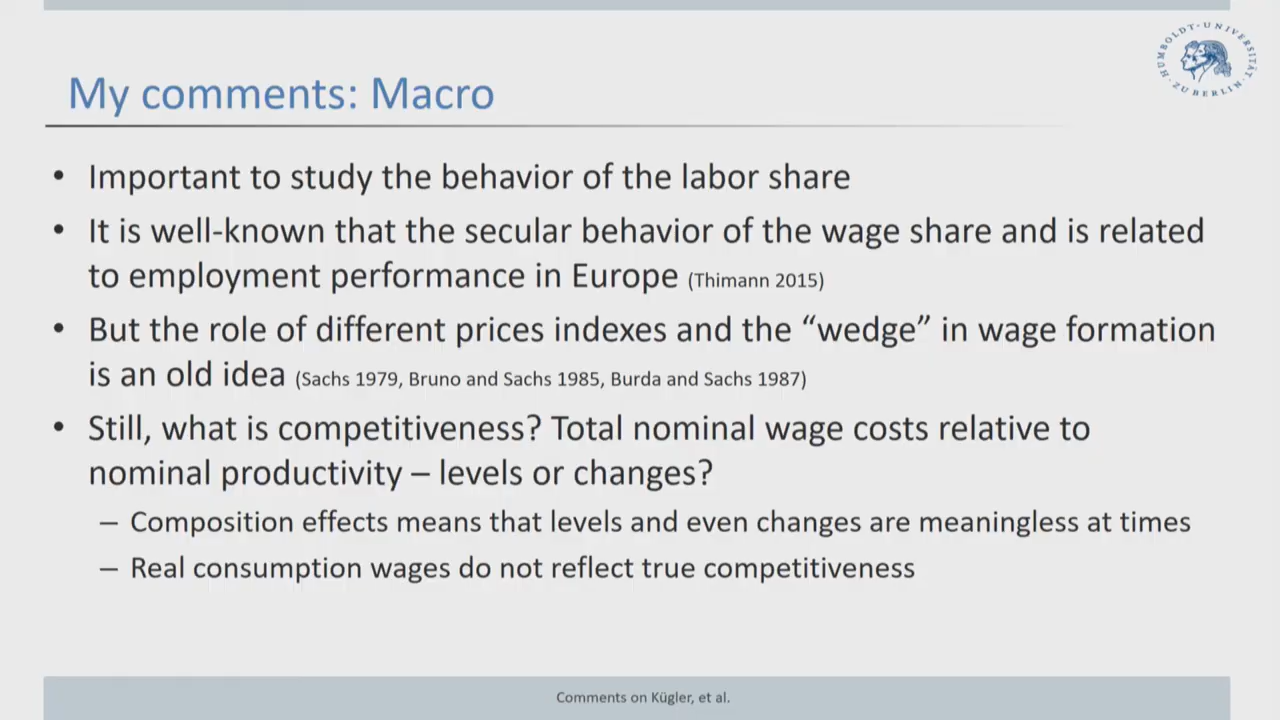 HUMBOLDT-UNIVERSITÄT ZU BERLIN
My comments: Macro
• Important to study the behavior of the labor share
• It is well-known that the secular behavior of the wage share and is related
to employment performance in Europe (Thimann 2015)
• But the role of different prices indexes and the “wedge” in wage formation
is an old idea (Sachs 1979, Bruno and Sachs 1985, Burda and Sachs 1987)
• Still, what is competitiveness? Total nominal wage costs relative to
nominal productivity – levels or changes?
– Composition effects means that levels and even changes are meaningless at times
– Real consumption wages do not reflect true competitiveness
Comments on Kügler, et al.